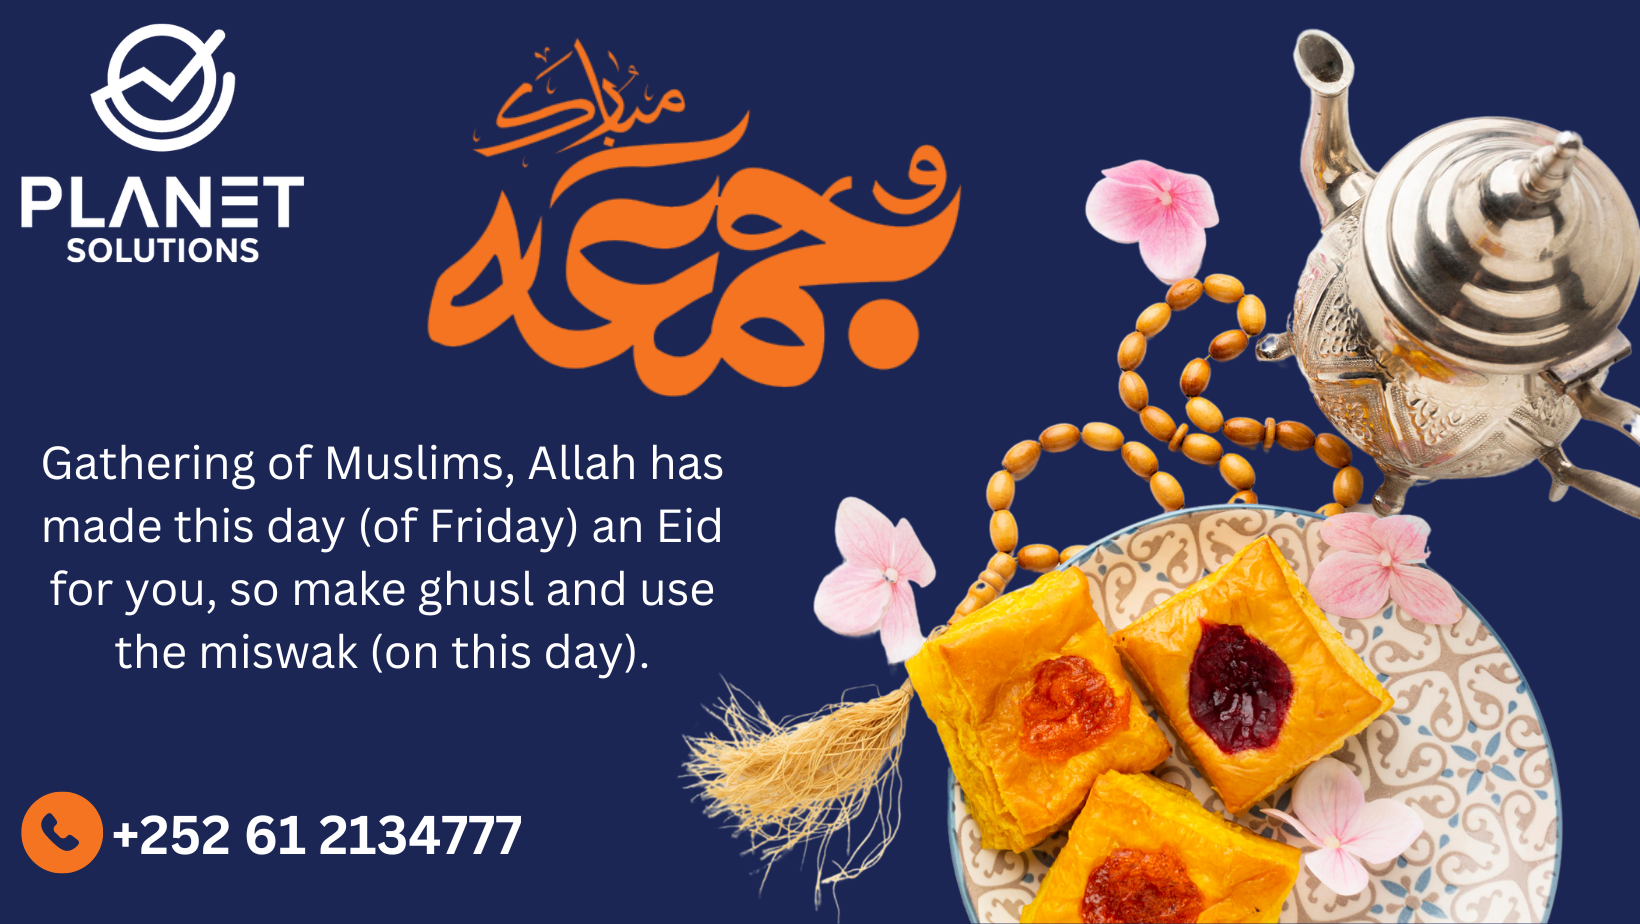 PLANET
SOLUTIONS
و جمعه
مبارك
Gathering of Muslims, Allah has
made this day (of Friday) an Eid
for you, so make ghusl and use
the miswak (on this day).
+252 61 2134777